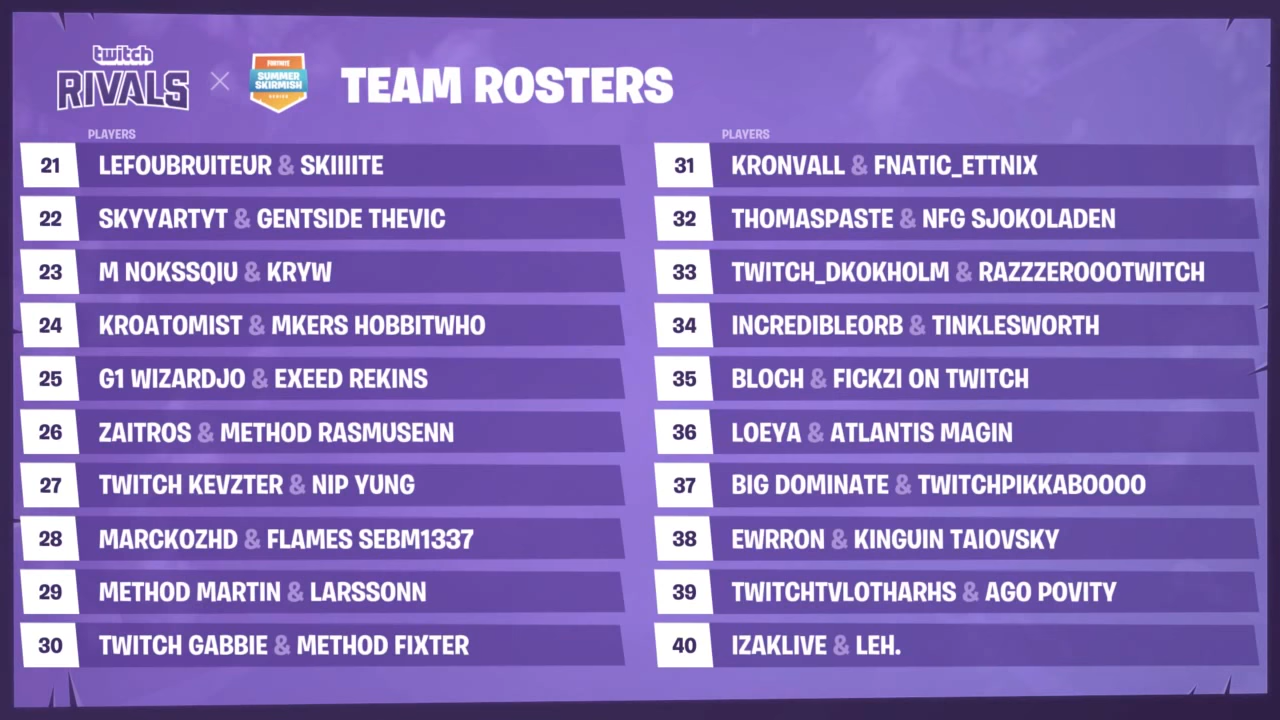 twitch
RIVALS
FORTNITE
SUMMER
SKIRMISH
SERIES
TEAM ROSTERS
PLAYERS
21 LEFOUBRUITEUR & SKIIIITE
22 SKYYARTYT & GENTSIDE THEVIC
23 M NOKSSQIU & KRYW
24 KROATOMIST & MKERS HOBBITWHO
25 G1 WIZARDJO & EXEED REKINS
26 ZAITROS & METHOD RASMUSENN
27 TWITCH KEVZTER & NIP YUNG
28 MARCKOZHD & FLAMES SEBM1337
29 METHOD MARTIN & LARSSONN
30 TWITCH GABBIE & METHOD FIXTER
PLAYERS
31 KRONVALL & FNATIC_ETTNIX
32 THOMASPASTE & NFG SJOKOLADEN
33 TWITCH_DKOKHOLM & RAZZZEROOOTWITCH
34 INCREDIBLEORB & TINKLESWORTH
35 BLOCH & FICKZI ON TWITCH
36 LOEYA & ATLANTIS MAGIN
37 BIG DOMINATE & TWITCHPIKKABOOOO
38 EWRRON & KINGUIN TAIOVSKY
39 TWITCHTVLOTHARHS & AGO POVITY
40 IZAKLIVE & LEH.